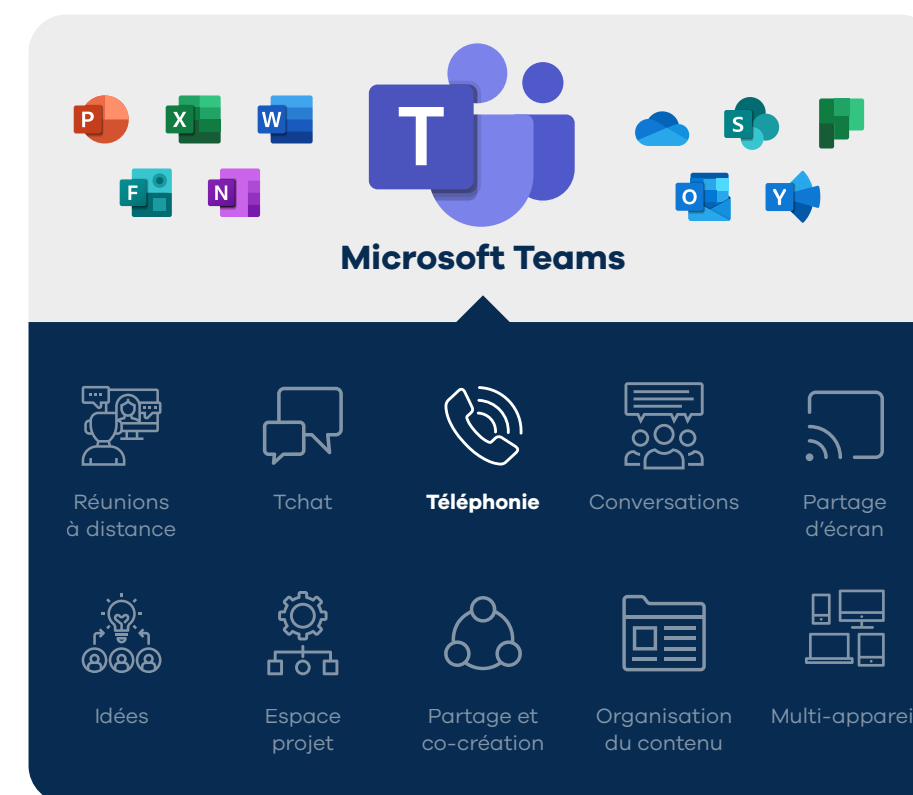 P X W
F N
T
S
O Y
Microsoft Teams
Réunions
à distance
Tchat
Téléphonie
Conversations
Partage
d'écran
Idées
Espace
projet
Partage et
co-création
Organisation
du contenu
Multi-apparei